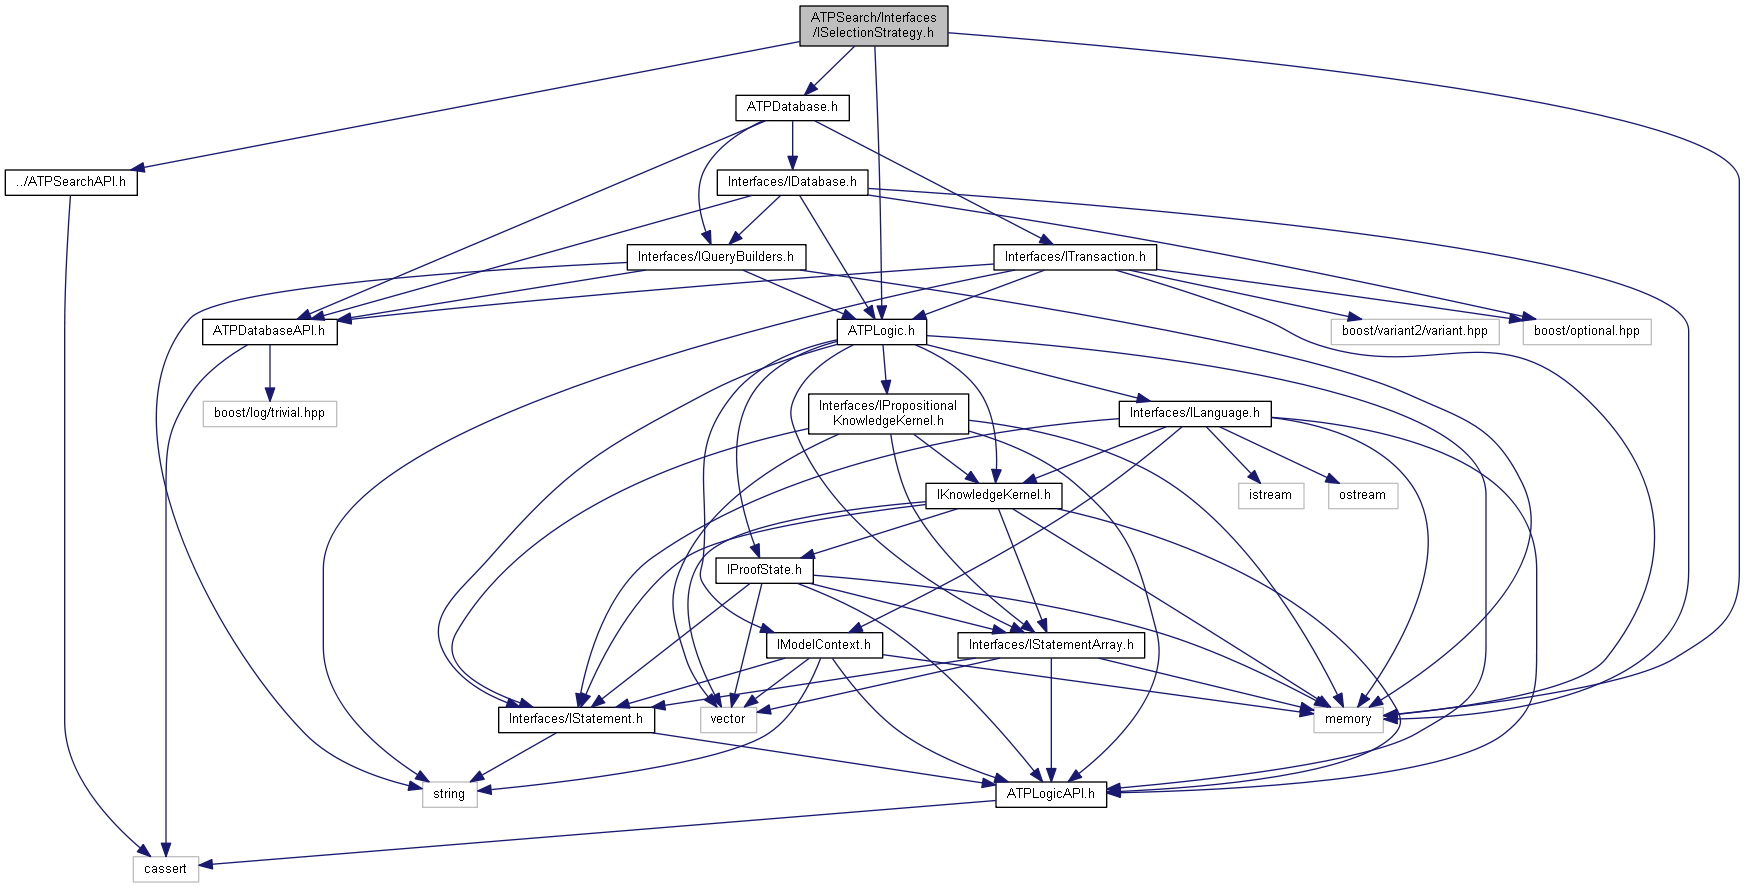 ATPSearch/Interfaces
/ISelectionStrategy.h
ATPDatabase.h
../ATPSearchAPI.h
Interfaces/IDatabase.h
Interfaces/IQueryBuilders.h
Interfaces/ITransaction.h
ATPDatabaseAPI.h
ATPLogic.h
boost/variant2/variant.hpp
boost/optional.hpp
boost/log/trivial.hpp
Interfaces/IPropositional
KnowledgeKernel.h
Interfaces/ILanguage.h
IKnowledgeKernel.h
istream
ostream
IProofState.h
IModelContext.h
Interfaces/IStatementArray.h
Interfaces/IStatement.h
vector
memory
string
ATPLogicAPI.h
cassert